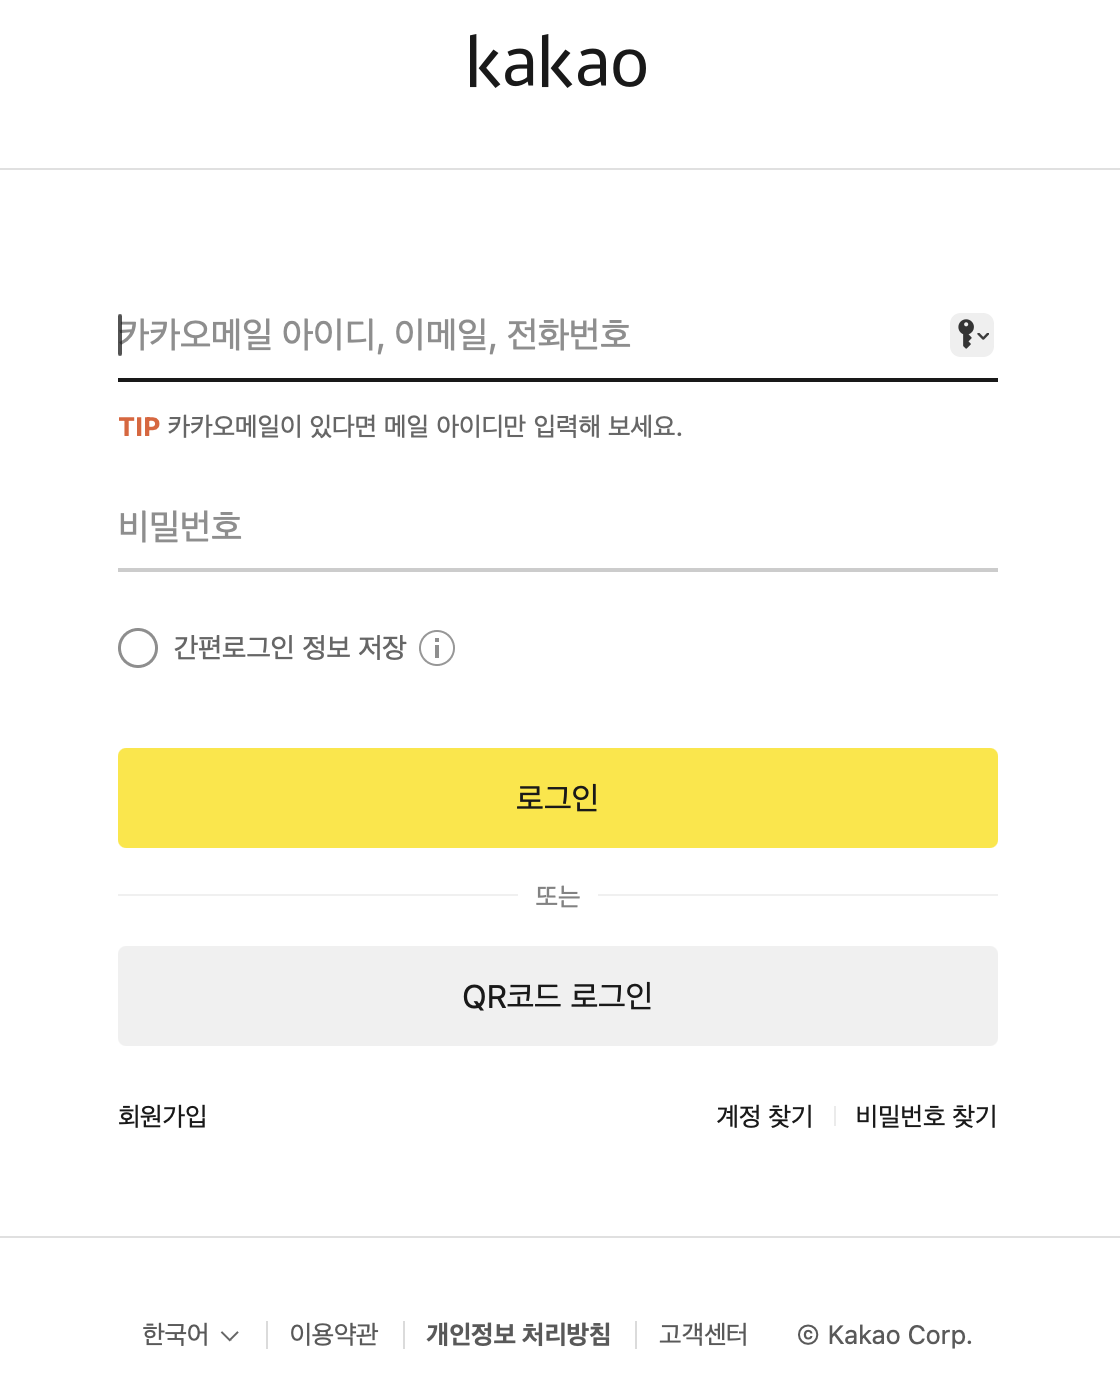 kakao
카카오메일 아이디, 이메일, 전화번호
TIP 카카오메일이 있다면 메일 아이디만 입력해 보세요.
비밀번호
간편로그인 정보 저장 i
로그인
또는
QR코드 로그인
회원가입 계정 찾기 비밀번호 찾기
한국어 이용약관 개인정보 처리방침 고객센터 © Kakao Corp.